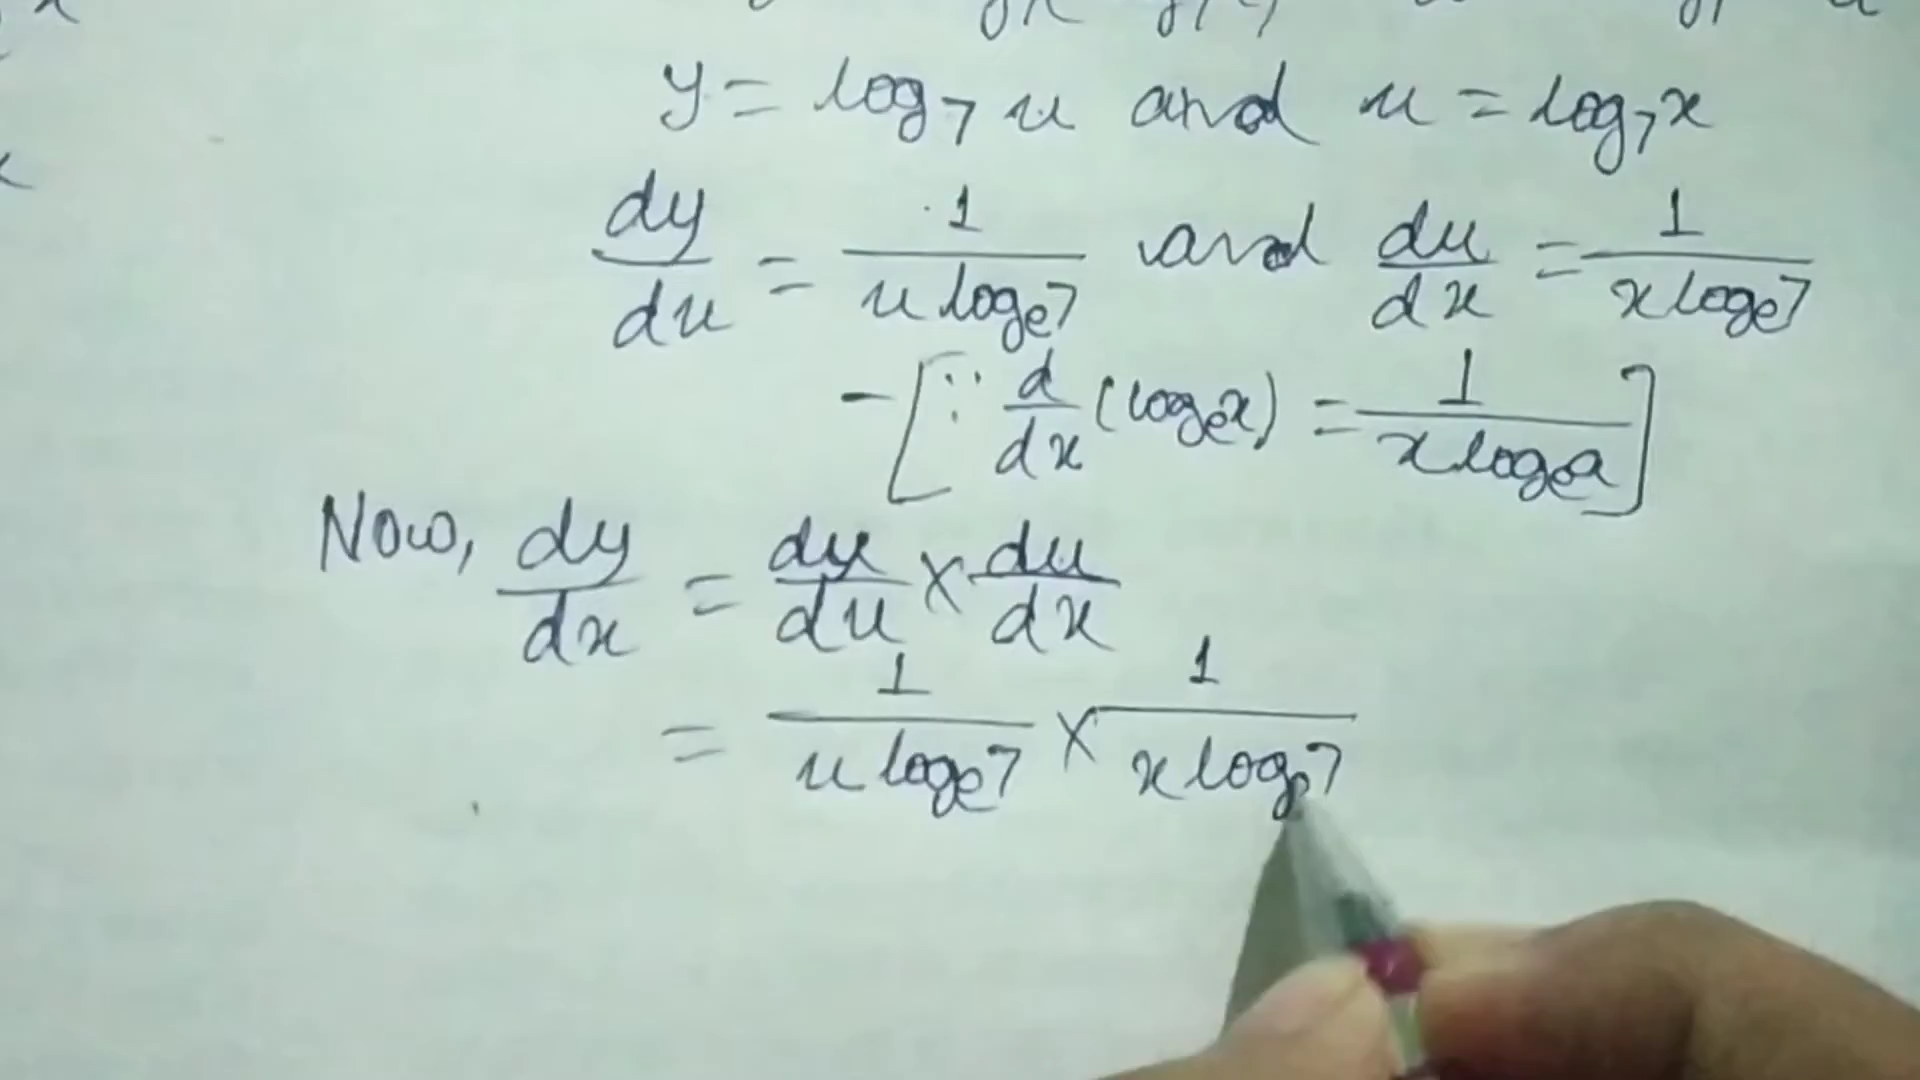 y = log₇ u and u = log₇ x
dy/du = 1/(u logₑ7) and du/dx = 1/(x logₑ7)
-[∵ d/dx (logₑx) = 1/(x logₑa)]
Now, dy/dx = dy/du × du/dx
= 1/(u logₑ7) × 1/(x logₑ7)